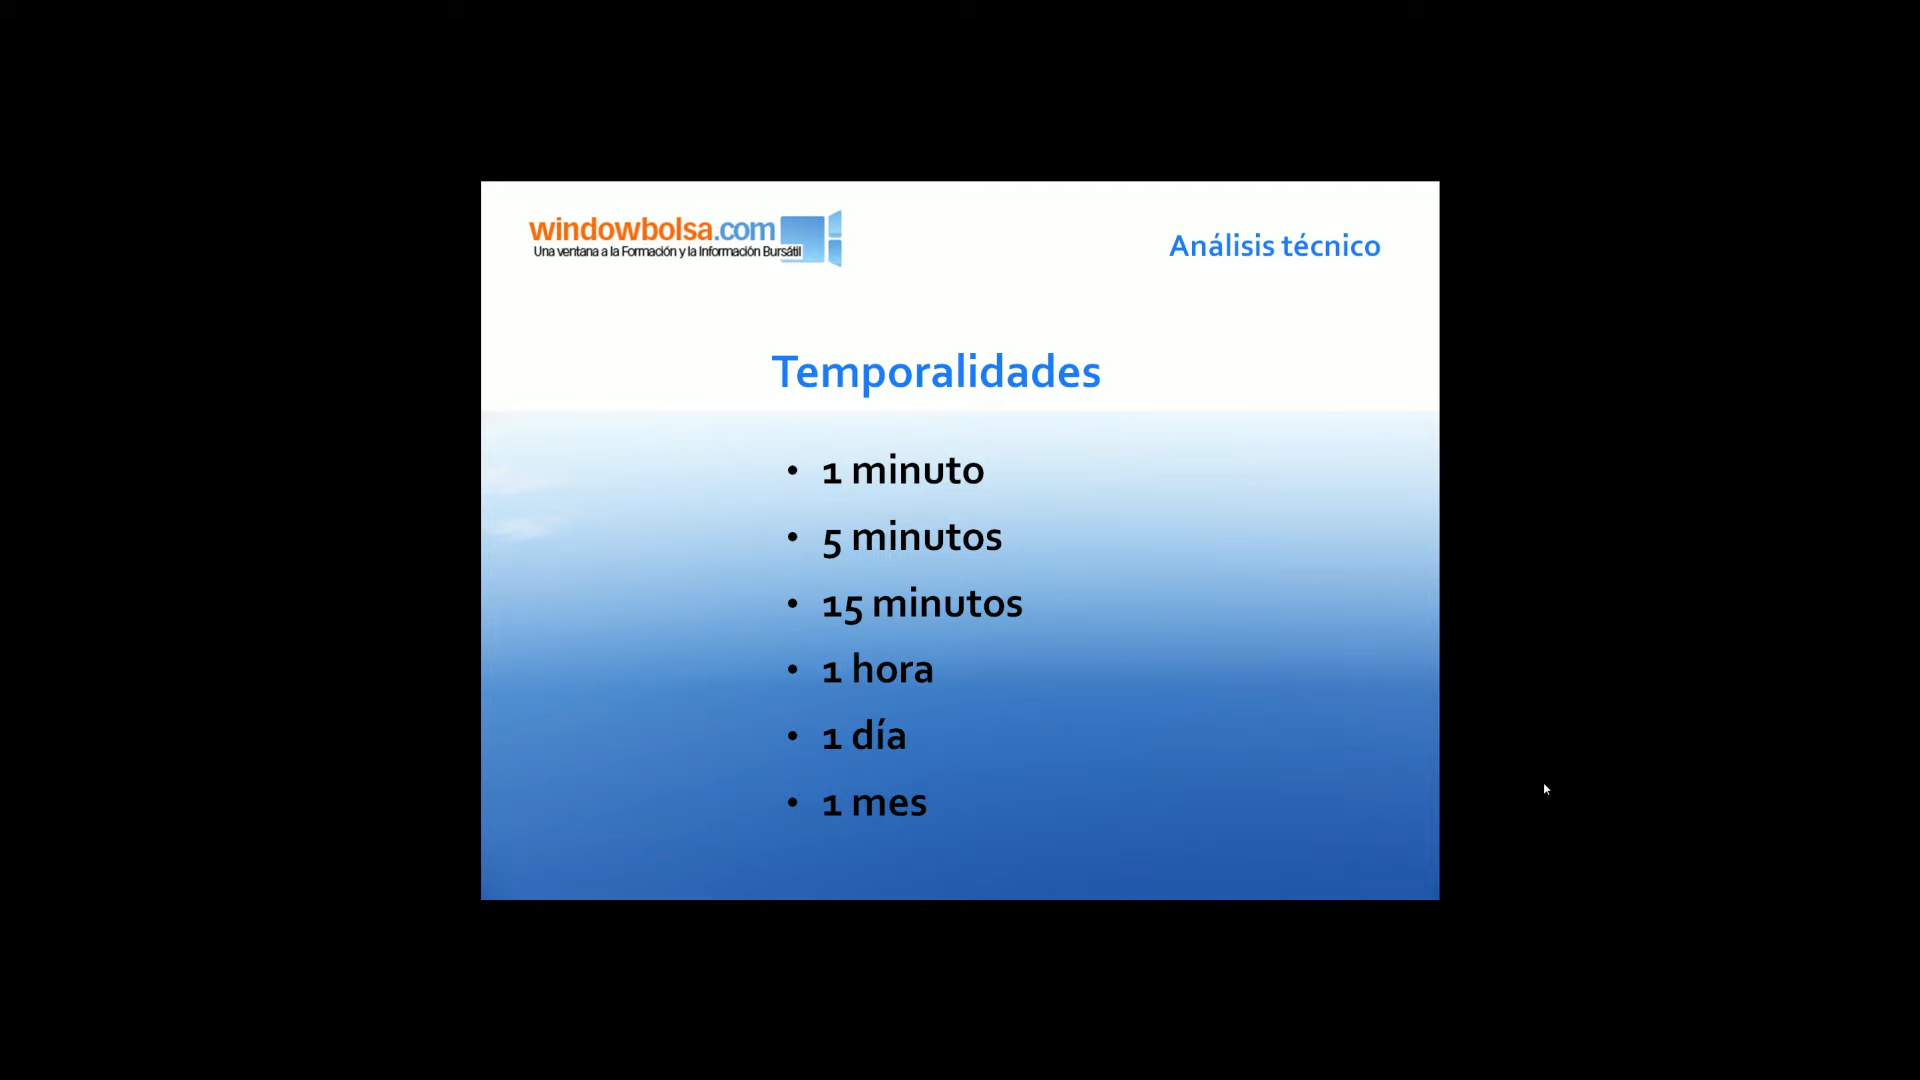 windowbolsa.com
Una ventana a la Formación y la Información Bursátil
Análisis técnico
Temporalidades
• 1 minuto
• 5 minutos
• 15 minutos
• 1 hora
• 1 día
• 1 mes